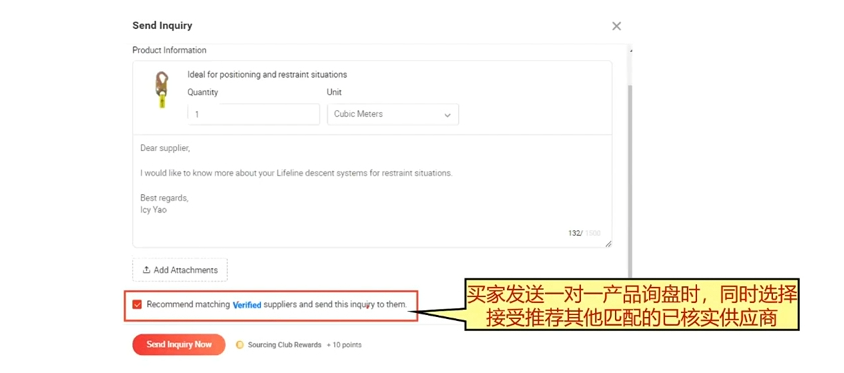 Send Inquiry
Product Information
Ideal for positioning and restraint situations
Quantity
Unit
1
Cubic Meters
Dear supplier,
I would like to know more about your Lifeline descent systems for restraint situations.
Best regards,
Icy Yao
132/ 1500
Add Attachments
Recommend matching Verified suppliers and send this inquiry to them.
买家发送一对一产品询盘时，同时选择
接受推荐其他匹配的已核实供应商
Send Inquiry Now
Sourcing Club Rewards + 10 points